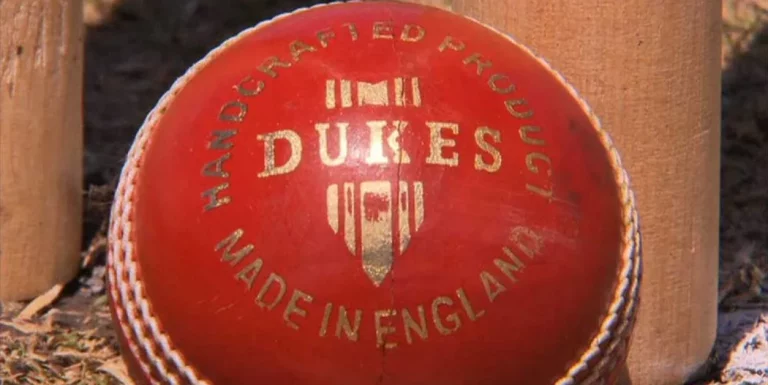 HANDCRAFTED PRODUCT
DUKES
MADE IN ENGLAND